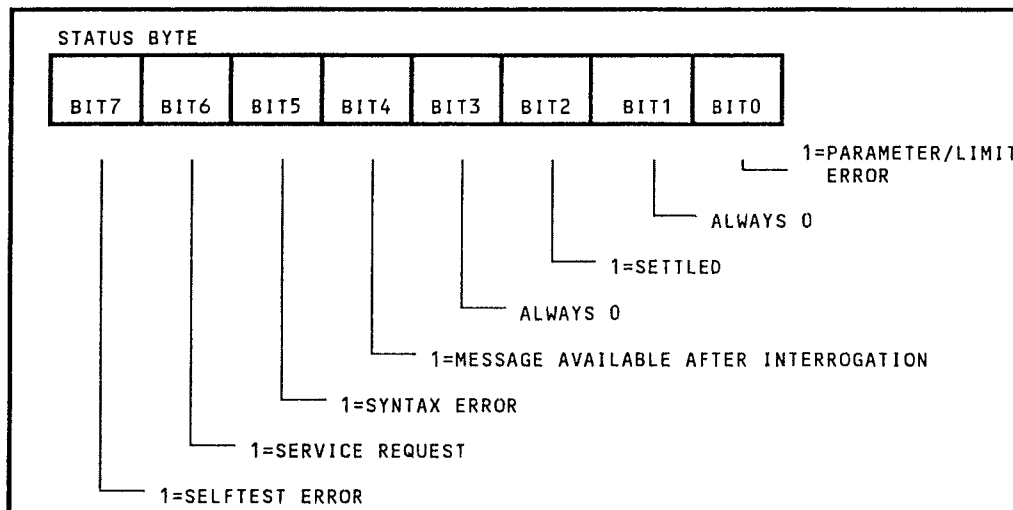 STATUS BYTE
BIT7 BIT6 BIT5 BIT4 BIT3 BIT2 BIT1 BIT0
1=PARAMETER/LIMIT
ERROR
ALWAYS 0
1=SETTLED
ALWAYS 0
1=MESSAGE AVAILABLE AFTER INTERROGATION
1=SYNTAX ERROR
1=SERVICE REQUEST
1=SELFTEST ERROR